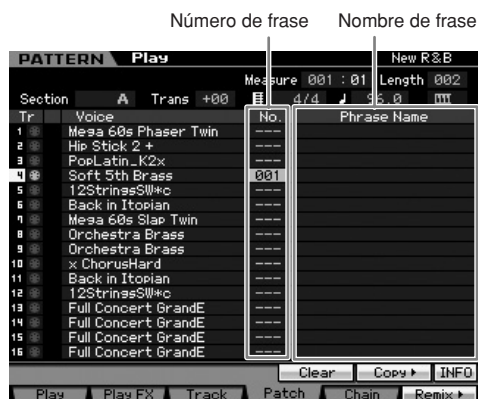 Número de frase Nombre de frase
PATTERN Play New R&B
Measure 001 : 01 Length 002
Section A Trans +00 4/4 ♩ 96.0
Tr Voice No. Phrase Name
1 Mega 60s Phaser Twin ---
2 Hip Stick 2 + ---
3 PopLatin_K2x ---
4 Soft 5th Brass 001
5 12StringsSW*c ---
6 Back in Itopian ---
7 Mega 60s Slap Twin ---
8 Orchestra Brass ---
9 Orchestra Brass ---
10 x ChorusHard ---
11 Back in Itopian ---
12 12StringsSW*c ---
13 Full Concert GrandE ---
14 Full Concert GrandE ---
15 Full Concert GrandE ---
16 Full Concert GrandE ---
Clear Copy INFO
Play Play FX Track Patch Chain Remix